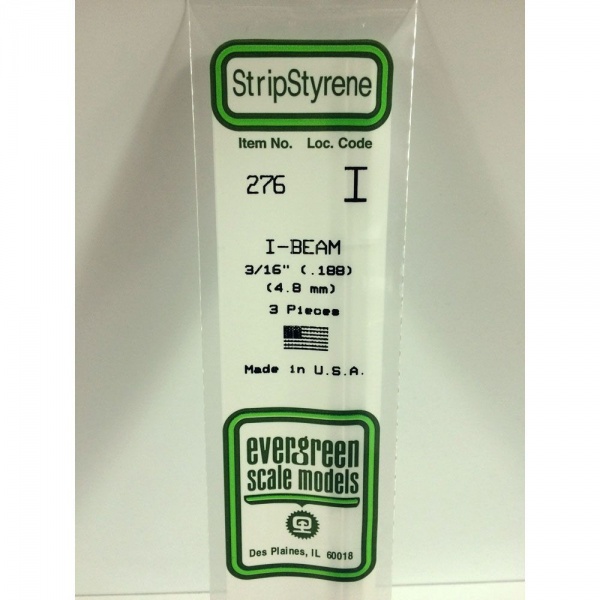 StripStyrene
Item No. Loc. Code
276 I
I-BEAM
3/16" (.188)
(4.8 mm)
3 Pieces
Made in U.S.A.
evergreen
scale models
Des Plaines, IL 60018